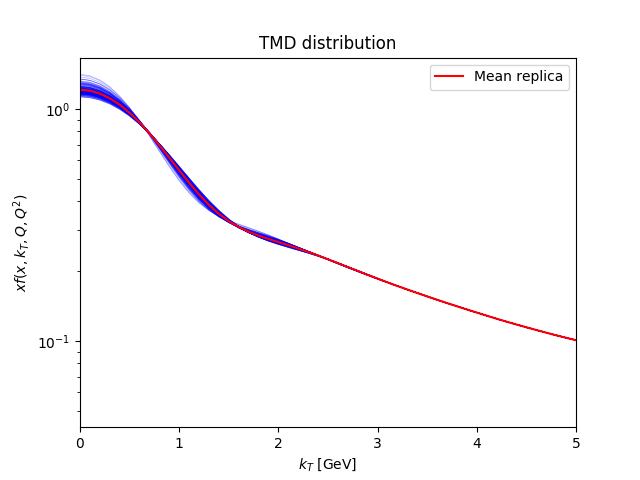 TMD distribution
Mean replica
10⁰
10⁻¹
xf(x, k_T, Q, Q²)
0 1 2 3 4 5
k_T [GeV]